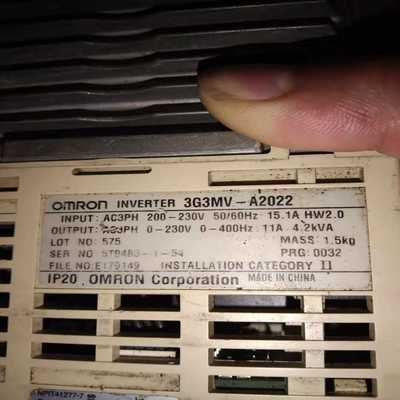 OMRON INVERTER 3G3MV-A2022
INPUT: AC3PH 200-230V 50/60Hz 15.1A HW2.0
OUTPUT: AC3PH 0-230V 0-400Hz 11A 4.2kVA
LOT NO: 575 MASS: 1.5kg
SER NO PRG: 0032
FILE NO: E179149 INSTALLATION CATEGORY II
IP20 OMRON Corporation MADE IN CHINA